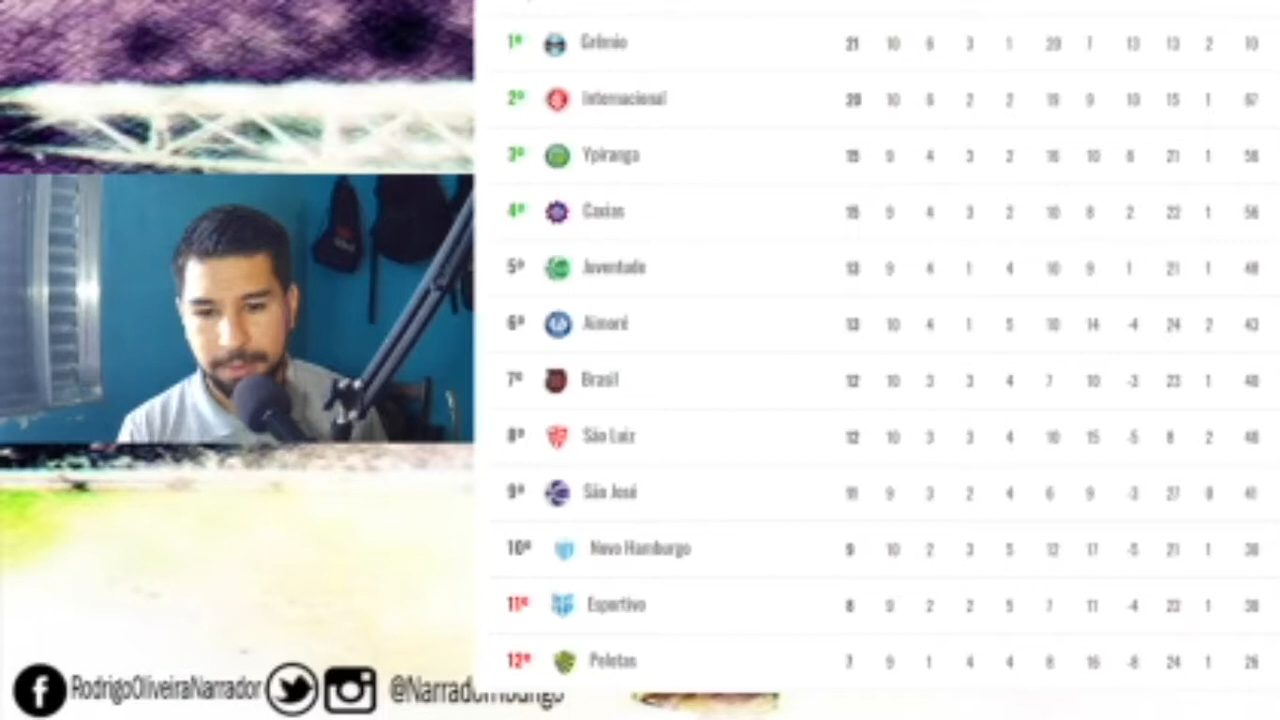 1º Grêmio 21 10 6 3 1 20 7 13 13 2 70
2º Internacional 20 10 6 2 2 19 9 10 15 1 67
3º Ypiranga 15 9 4 3 2 16 10 6 21 1 56
4º Caxias 15 9 4 3 2 10 8 2 22 1 56
5º Juventude 13 9 4 1 4 10 9 1 21 1 48
6º Aimoré 13 10 4 1 5 10 14 -4 24 2 43
7º Brasil 12 10 3 3 4 7 10 -3 23 1 40
8º São Luiz 12 10 3 3 4 10 15 -5 8 2 40
9º São José 11 9 3 2 4 6 9 -3 27 0 41
10º Novo Hamburgo 9 10 2 3 5 12 17 -5 21 1 30
11º Esportivo 8 9 2 2 5 7 11 -4 22 1 30
12º Pelotas 7 9 1 4 4 8 16 -8 24 1 26
RodrigoOliveiraNarrador